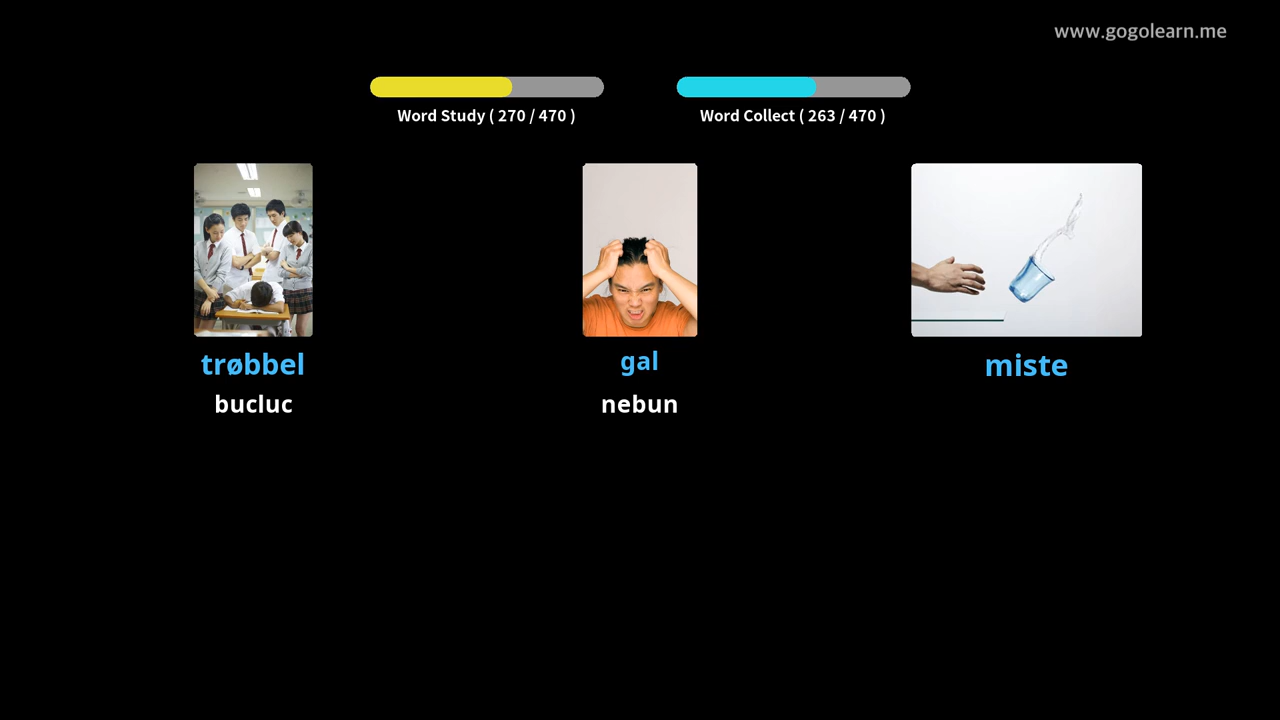 www.gogolearn.me
Word Study ( 270 / 470 )
Word Collect ( 263 / 470 )
trøbbel
gal
miste
bucluc
nebun